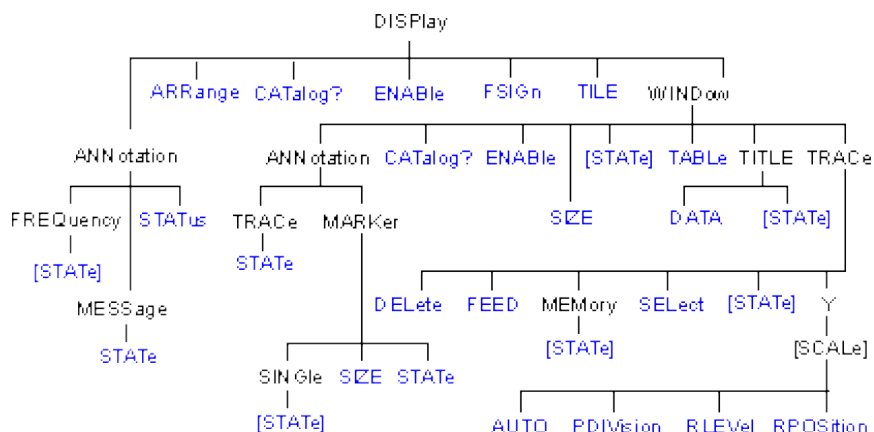 DISPlay
ARRange CATalog? ENABle FSIGn TILE WINDow
ANNotation ANNotation CATalog? ENABle [STATe] TABLe TITLE TRACe
FREQuency STATus TRACe MARKer SIZE DATA [STATe]
[STATe] STATe
MESSage DELete FEED MEMory SELect [STATe] Y
STATe [STATe] [SCALe]
SINGle SIZE STATe
[STATe] AUTO PDIVision RLEVel RPOSition